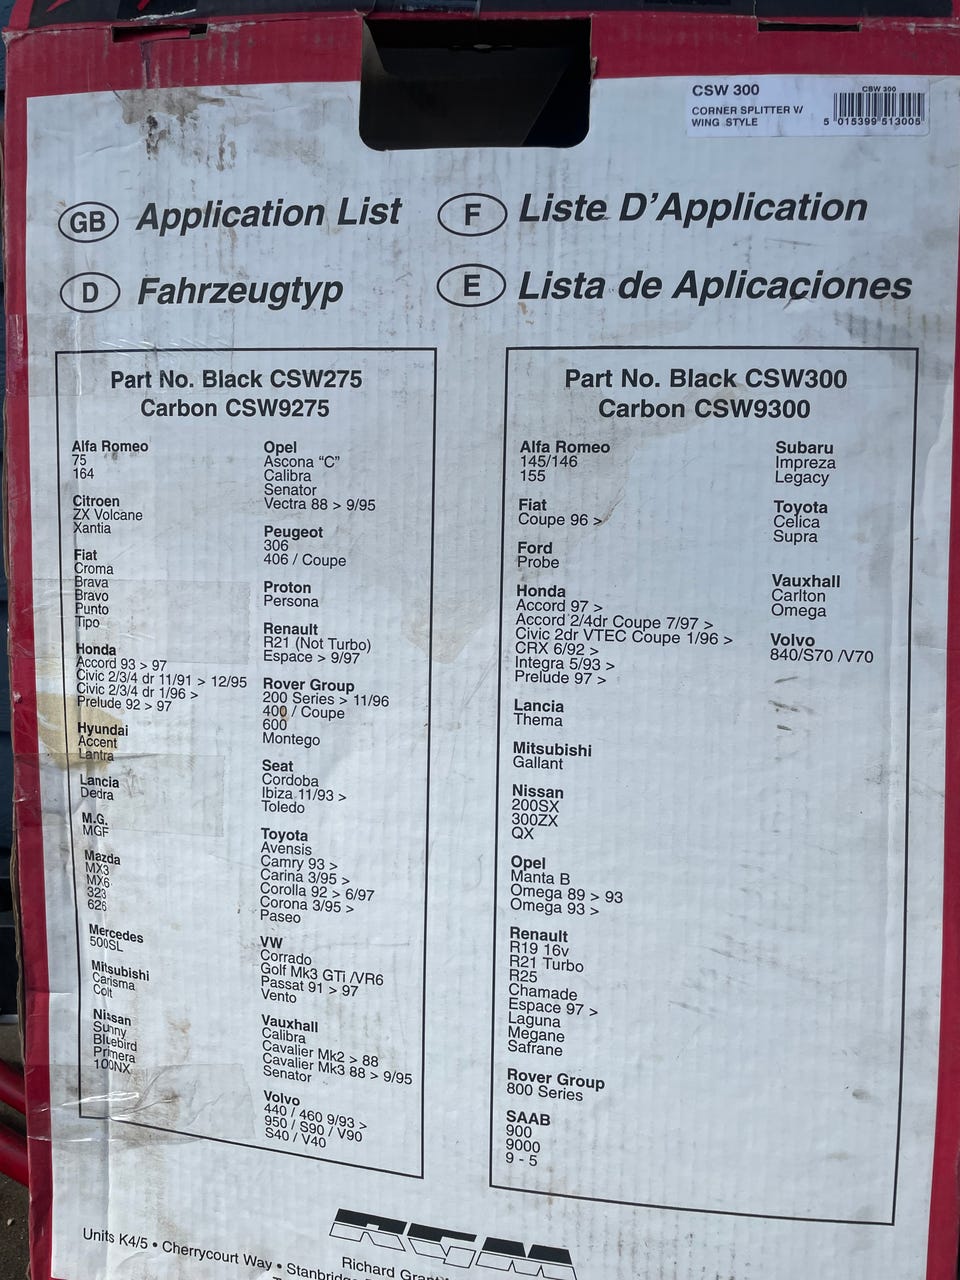 CSW 300
CORNER SPLITTER W
WING STYLE
CSW 300
5 015399 513005
GB Application List
F Liste D'Application
D Fahrzeugtyp
E Lista de Aplicaciones
Part No. Black CSW275
Carbon CSW9275
Alfa Romeo
75
164
Citroen
ZX Volcane
Xantia
Fiat
Croma
Brava
Bravo
Punto
Tipo
Honda
Accord 93 > 97
Civic 2/3/4 dr 11/91 > 12/95
Civic 2/3/4 dr 1/96 >
Prelude 92 > 97
Hyundai
Accent
Lantra
Lancia
Dedra
M.G.
MGF
Mazda
MX3
MX6
323
626
Mercedes
500SL
Mitsubishi
Carisma
Colt
Nissan
Sunny
Bluebird
Primera
100NX
Opel
Ascona "C"
Calibra
Senator
Vectra 88 > 9/95
Peugeot
306
406 / Coupe
Proton
Persona
Renault
R21 (Not Turbo)
Espace > 9/97
Rover Group
200 Series > 11/96
400 / Coupe
600
Montego
Seat
Cordoba
Ibiza 11/93 >
Toledo
Toyota
Avensis
Camry 93 >
Carina 3/95 >
Corolla 92 > 6/97
Corona 3/95 >
Paseo
VW
Corrado
Golf Mk3 GTi /VR6
Passat 91 > 97
Vento
Vauxhall
Calibra
Cavalier Mk2 > 88
Cavalier Mk3 88 > 9/95
Senator
Volvo
440 / 460 9/93 >
950 / S90 / V90
S40 / V40
Part No. Black CSW300
Carbon CSW9300
Alfa Romeo
145/146
155
Fiat
Coupe 96 >
Ford
Probe
Honda
Accord 97 >
Accord 2/4dr Coupe 7/97 >
Civic 2dr VTEC Coupe 1/96 >
CRX 6/92 >
Integra 5/93 >
Prelude 97 >
Lancia
Thema
Mitsubishi
Gallant
Nissan
200SX
300ZX
QX
Opel
Manta B
Omega 89 > 93
Omega 93 >
Renault
R19 16v
R21 Turbo
R25
Chamade
Espace 97 >
Laguna
Megane
Safrane
Rover Group
800 Series
SAAB
900
9000
9 - 5
Subaru
Impreza
Legacy
Toyota
Celica
Supra
Vauxhall
Carlton
Omega
Volvo
840/S70 /V70
RGM
Richard
Units K4/5 • Cherrycourt Way •